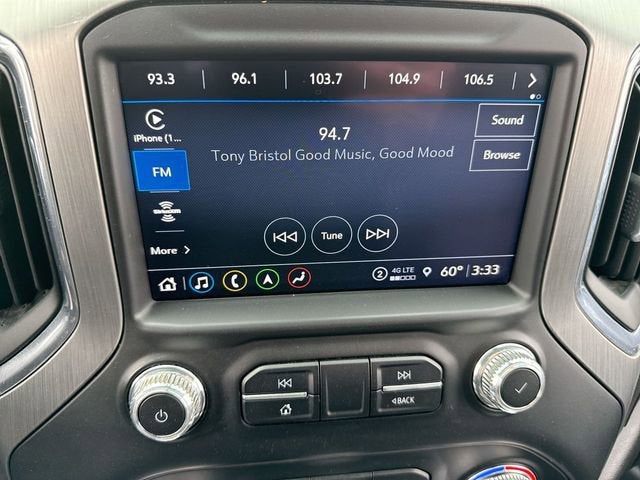 93.3 96.1 103.7 104.9 106.5
iPhone (1...
94.7
Sound
Tony Bristol Good Music, Good Mood
Browse
FM
SiriusXM
Tune
More
2 4G LTE 60° 3:33
BACK